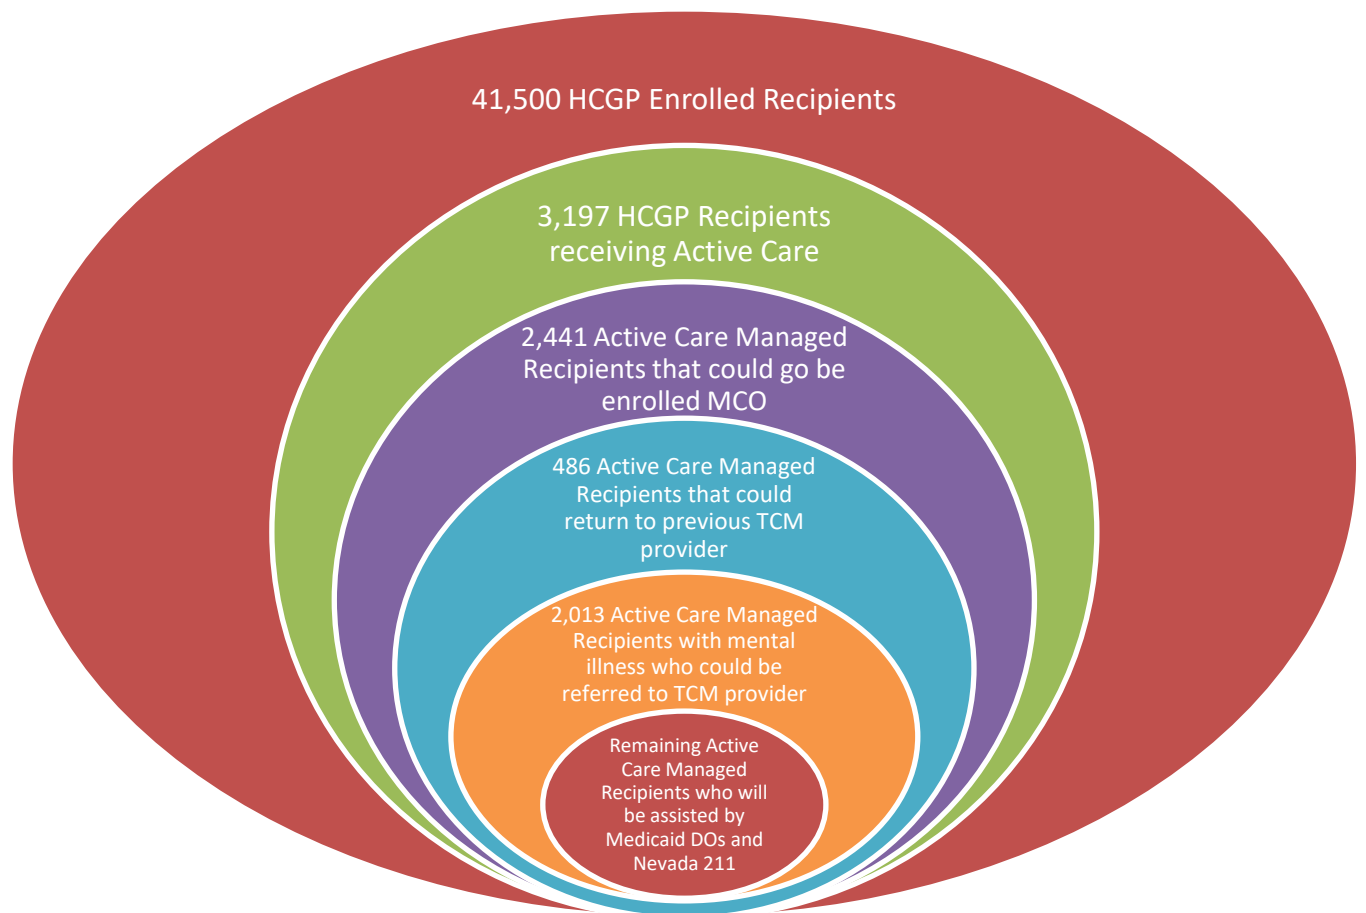 41,500 HCGP Enrolled Recipients
3,197 HCGP Recipients
receiving Active Care
2,441 Active Care Managed
Recipients that could go be
enrolled MCO
486 Active Care Managed
Recipients that could
return to previous TCM
provider
2,013 Active Care Managed
Recipients with mental
illness who could be
referred to TCM provider
Remaining Active
Care Managed
Recipients who will
be assisted by
Medicaid DOs and
Nevada 211